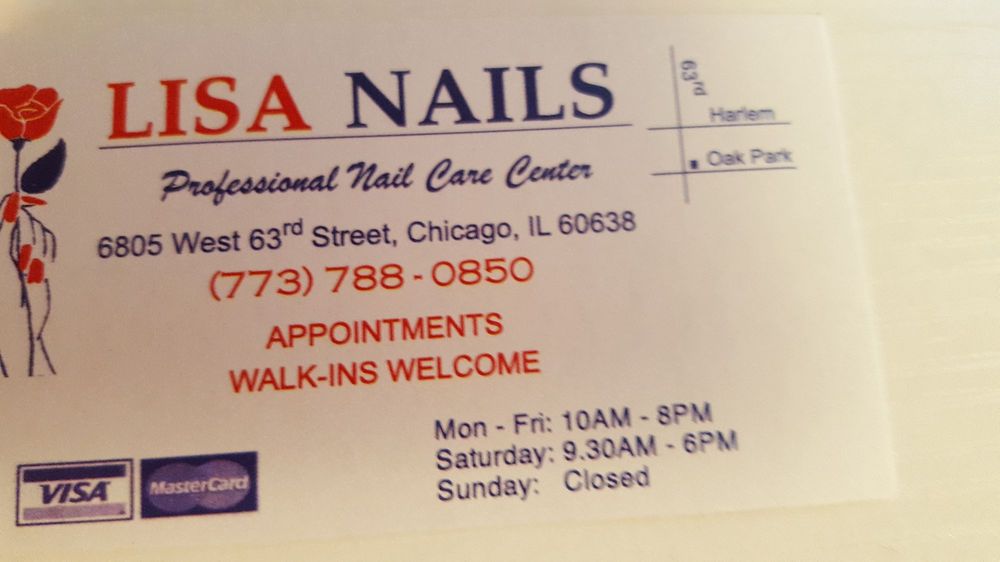 LISA NAILS
Professional Nail Care Center
6805 West 63rd Street, Chicago, IL 60638
(773) 788-0850
APPOINTMENTS
WALK-INS WELCOME
Mon - Fri: 10AM - 8PM
Saturday: 9.30AM - 6PM
Sunday: Closed
VISA
MasterCard
63rd
Harlem
Oak Park